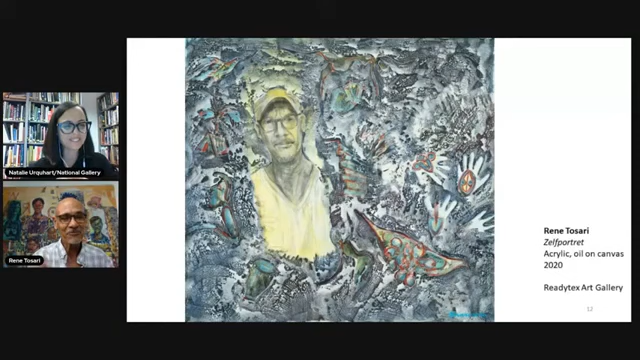 Natalie Urquhart/National Gallery
Rene Tosari
Rene Tosari
Zelfportret
Acrylic, oil on canvas
2020
Readytex Art Gallery
12